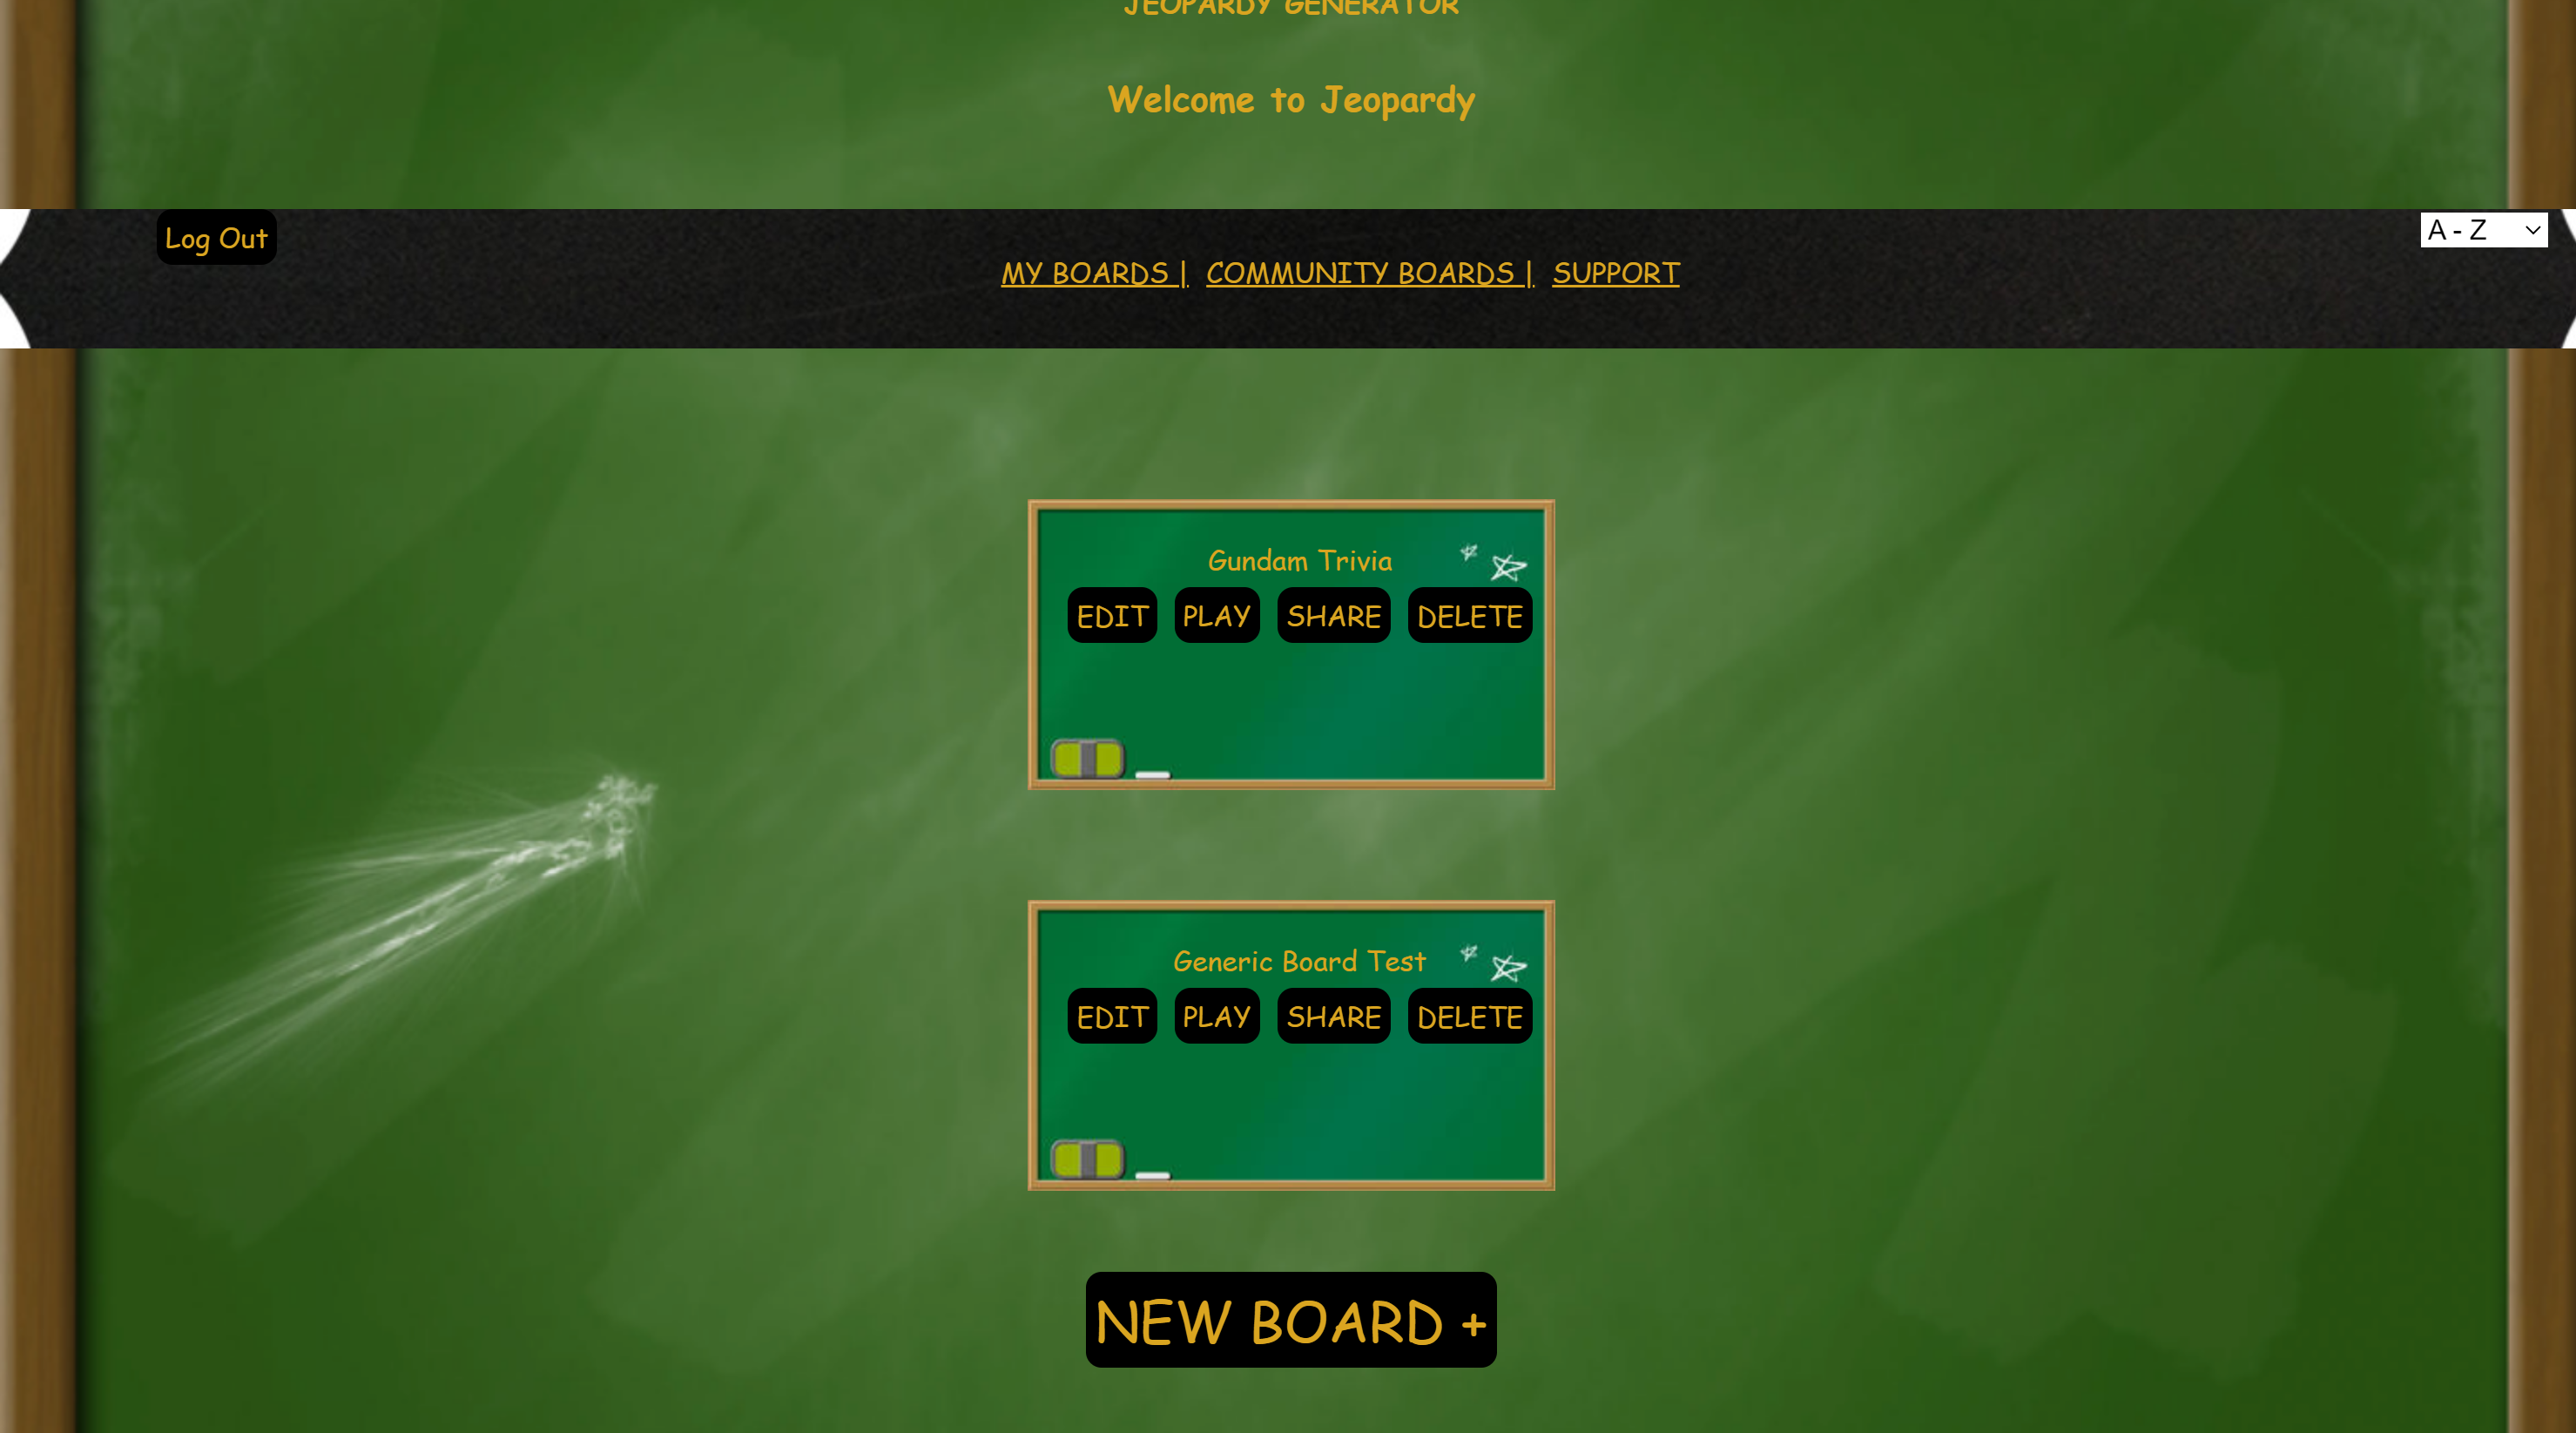 JEOPARDY GENERATOR
Welcome to Jeopardy
Log Out
A - Z
MY BOARDS | COMMUNITY BOARDS | SUPPORT
Gundam Trivia
EDIT PLAY SHARE DELETE
Generic Board Test
EDIT PLAY SHARE DELETE
NEW BOARD +